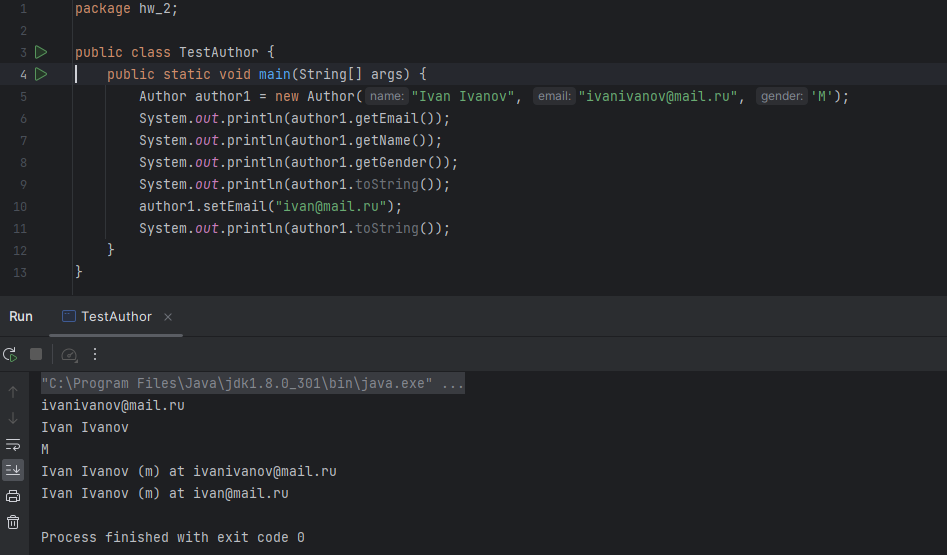 1 package hw_2;
2
3 public class TestAuthor {
4 public static void main(String[] args) {
5 Author author1 = new Author( name: "Ivan Ivanov", email: "ivanivanov@mail.ru", gender: 'M');
6 System.out.println(author1.getEmail());
7 System.out.println(author1.getName());
8 System.out.println(author1.getGender());
9 System.out.println(author1.toString());
10 author1.setEmail("ivan@mail.ru");
11 System.out.println(author1.toString());
12 }
13 }
Run TestAuthor ×
"C:\Program Files\Java\jdk1.8.0_301\bin\java.exe" ...
ivanivanov@mail.ru
Ivan Ivanov
M
Ivan Ivanov (m) at ivanivanov@mail.ru
Ivan Ivanov (m) at ivan@mail.ru
Process finished with exit code 0